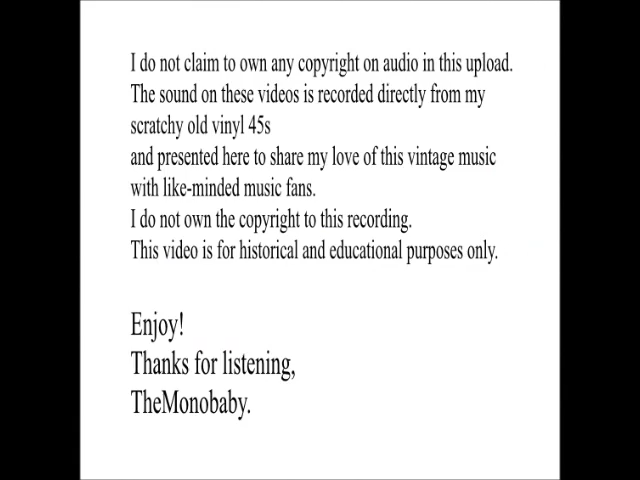 I do not claim to own any copyright on audio in this upload.
The sound on these videos is recorded directly from my
scratchy old vinyl 45s
and presented here to share my love of this vintage music
with like-minded music fans.
I do not own the copyright to this recording.
This video is for historical and educational purposes only.
Enjoy!
Thanks for listening,
TheMonobaby.